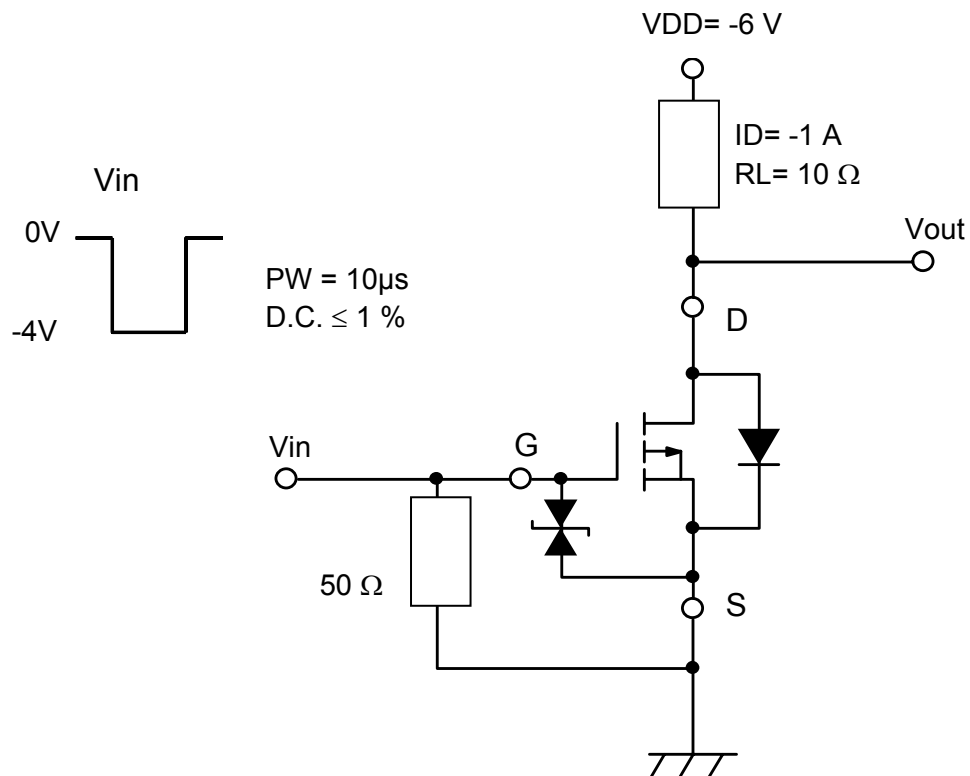 VDD= -6 V
ID= -1 A
RL= 10 Ω
Vin
0V
-4V
PW = 10µs
D.C. ≤ 1 %
Vout
D
Vin
G
50 Ω
S